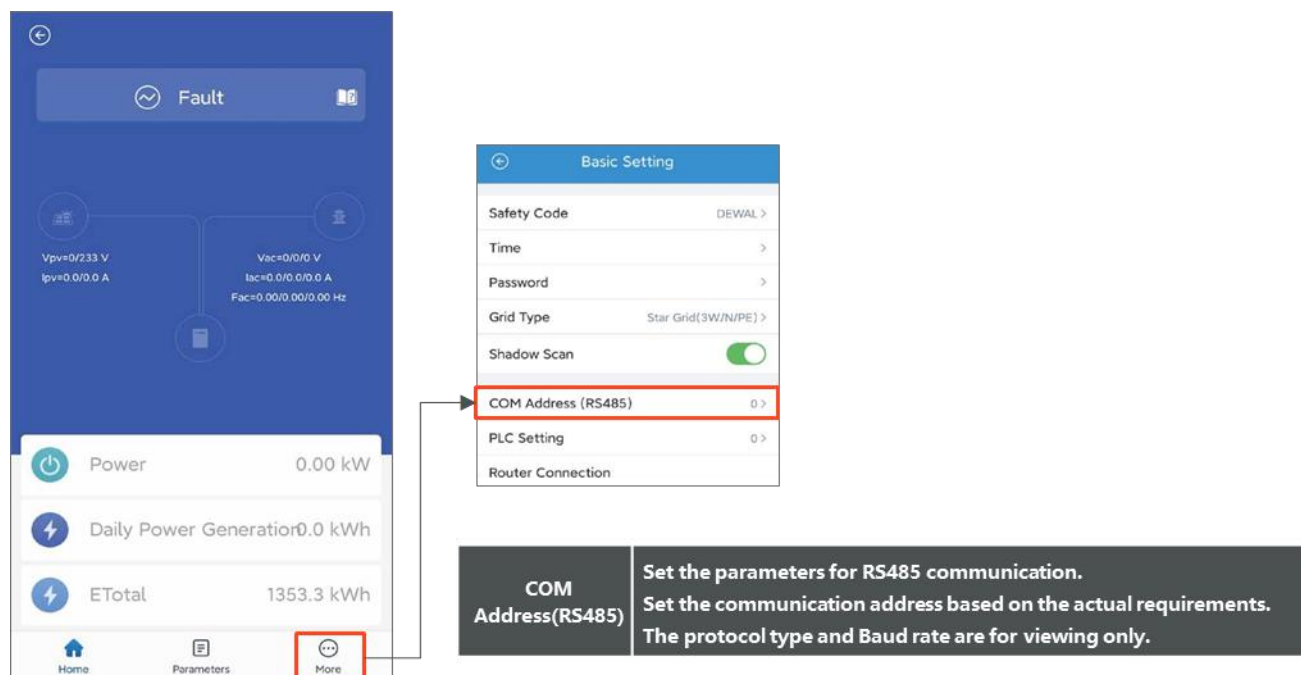 Fault
Vpv=0/233 V
Ipv=0.0/0.0 A
Vac=0/0/0 V
Iac=0.0/0.0/0.0 A
Fac=0.00/0.00/0.00 Hz
Power 0.00 kW
Daily Power Generation0.0 kWh
ETotal 1353.3 kWh
Home Parameters More
Basic Setting
Safety Code DEWAL >
Time >
Password >
Grid Type Star Grid(3W/N/PE) >
Shadow Scan
COM Address (RS485) 0 >
PLC Setting 0 >
Router Connection
COM
Address(RS485)
Set the parameters for RS485 communication.
Set the communication address based on the actual requirements.
The protocol type and Baud rate are for viewing only.